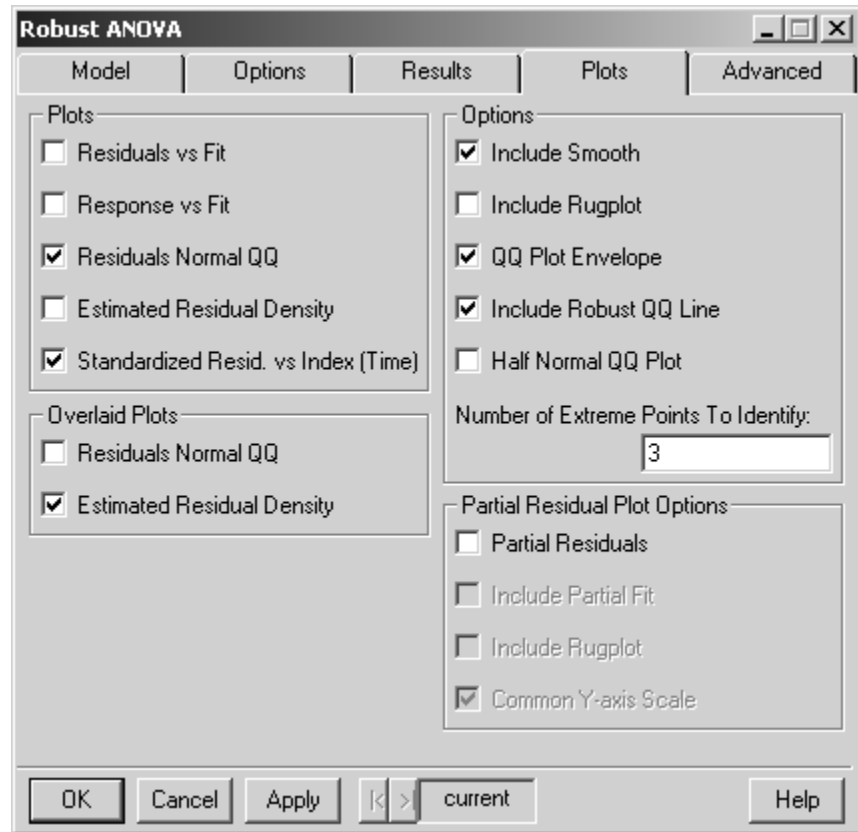 Robust ANOVA
Model
Options
Results
Plots
Advanced
Plots
Residuals vs Fit
Response vs Fit
Residuals Normal QQ
Estimated Residual Density
Standardized Resid. vs Index (Time)
Overlaid Plots
Residuals Normal QQ
Estimated Residual Density
Options
Include Smooth
Include Rugplot
QQ Plot Envelope
Include Robust QQ Line
Half Normal QQ Plot
Number of Extreme Points To Identify:
3
Partial Residual Plot Options
Partial Residuals
Include Partial Fit
Include Rugplot
Common Y-axis Scale
OK
Cancel
Apply
current
Help